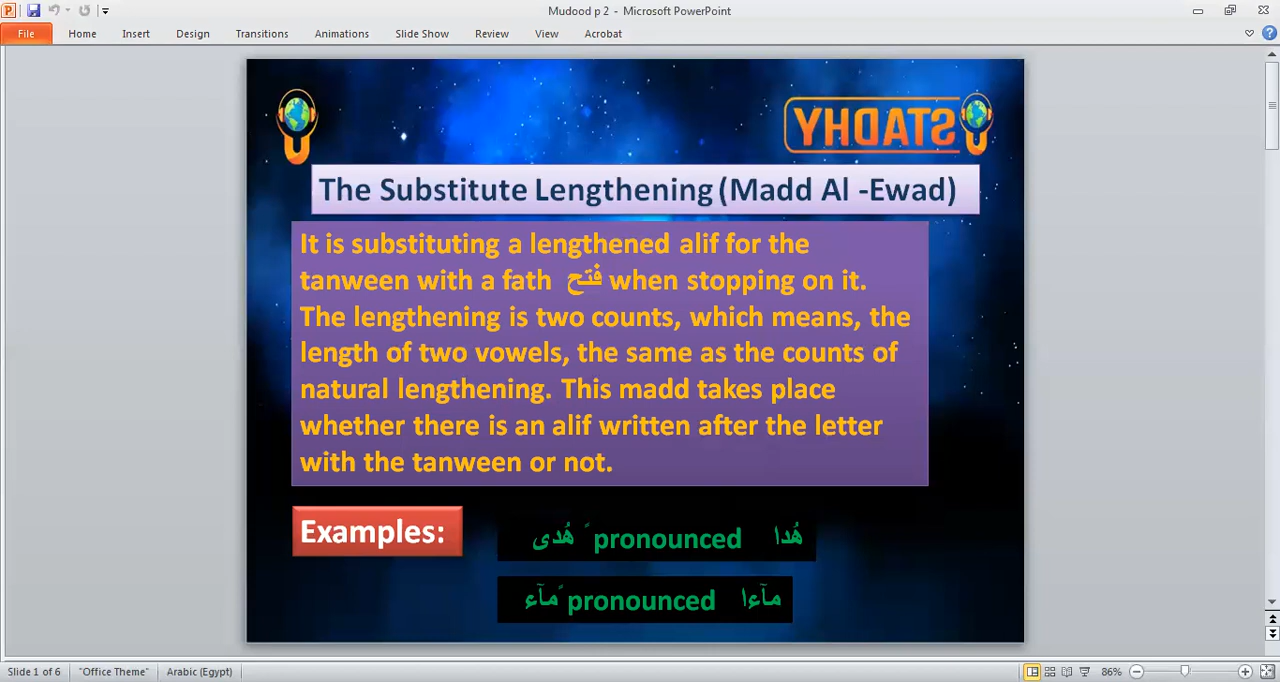 Mudood p 2 - Microsoft PowerPoint
File Home Insert Design Transitions Animations Slide Show Review View Acrobat
STADHY
The Substitute Lengthening (Madd Al -Ewad)
It is substituting a lengthened alif for the
tanween with a fath فتح when stopping on it.
The lengthening is two counts, which means, the
length of two vowels, the same as the counts of
natural lengthening. This madd takes place
whether there is an alif written after the letter
with the tanween or not.
Examples:
هُدى ً pronounced هُدا
مآء ً pronounced مآءا
Slide 1 of 6 "Office Theme" Arabic (Egypt) 86%